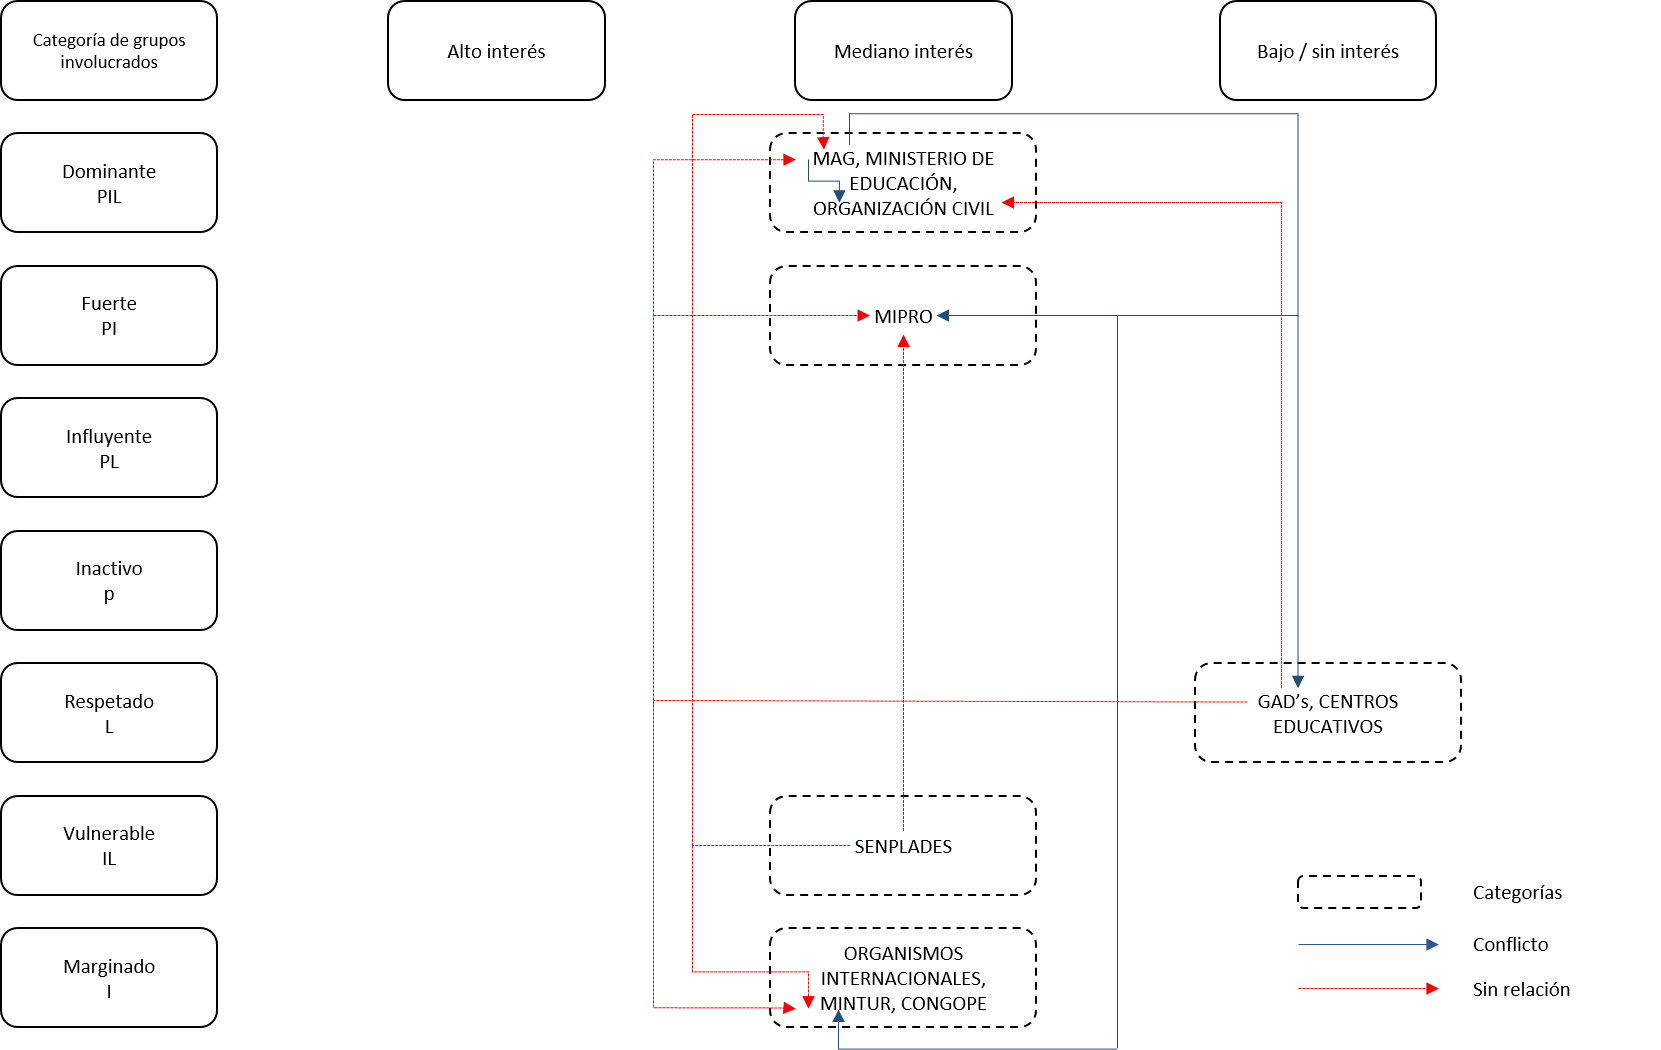 Categoría de grupos
involucrados
Alto interés
Mediano interés
Bajo / sin interés
Dominante
PIL
MAG, MINISTERIO DE
EDUCACIÓN,
ORGANIZACIÓN CIVIL
Fuerte
PI
MIPRO
Influyente
PL
Inactivo
p
Respetado
L
GAD’s, CENTROS
EDUCATIVOS
Vulnerable
IL
SENPLADES
Marginado
I
ORGANISMOS
INTERNACIONALES,
MINTUR, CONGOPE
Categorías
Conflicto
Sin relación